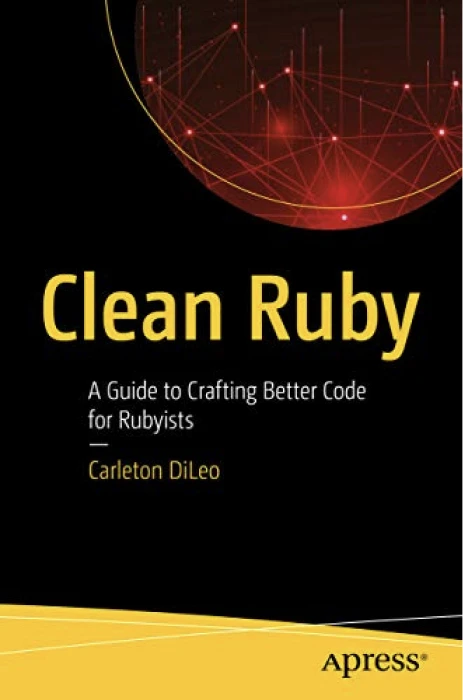 Clean Ruby
A Guide to Crafting Better Code
for Rubyists
—
Carleton DiLeo
Apress®